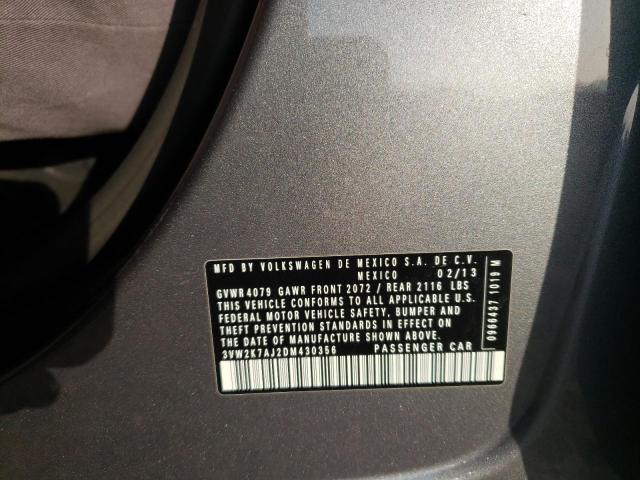 MFD BY VOLKSWAGEN DE MEXICO S.A. DE C.V.
MEXICO 02/13
GVWR 4079 GAWR FRONT 2072 / REAR 2116 LBS
THIS VEHICLE CONFORMS TO ALL APPLICABLE U.S.
FEDERAL MOTOR VEHICLE SAFETY, BUMPER AND
THEFT PREVENTION STANDARDS IN EFFECT ON
THE DATE OF MANUFACTURE SHOWN ABOVE.
3VW2K7AJ2DM430356 PASSENGER CAR
0966437 1019 M